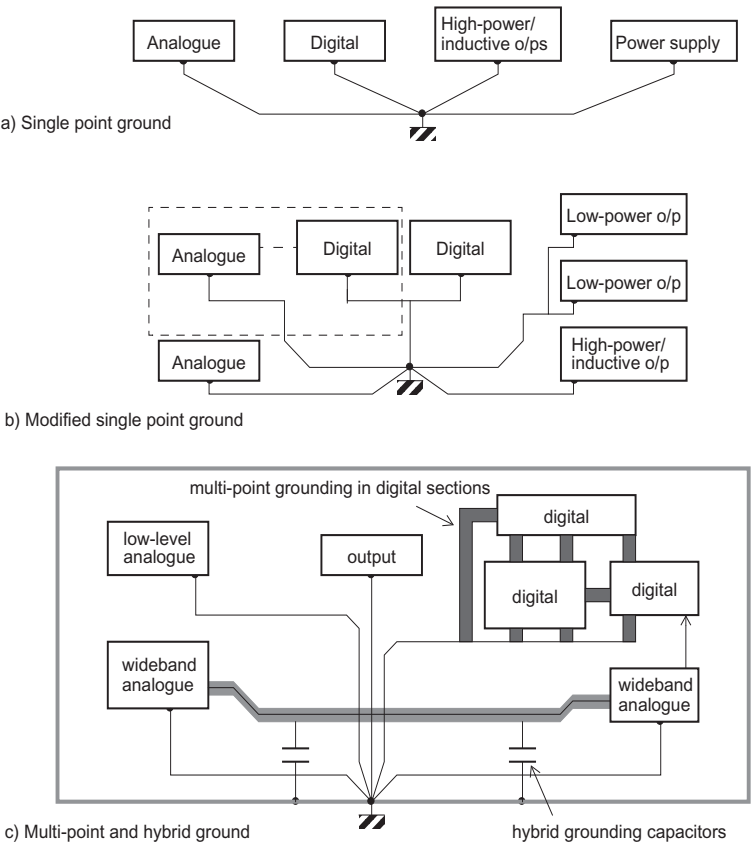 Analogue
Digital
High-power/
inductive o/ps
Power supply
a) Single point ground
Low-power o/p
Analogue
Digital
Digital
Low-power o/p
Analogue
High-power/
inductive o/p
b) Modified single point ground
multi-point grounding in digital sections
digital
low-level
analogue
output
digital
digital
wideband
analogue
wideband
analogue
c) Multi-point and hybrid ground
hybrid grounding capacitors